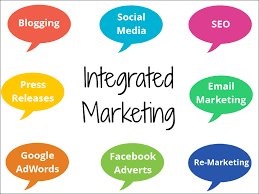 Blogging
Social
Media
SEO
Press
Releases
Integrated
Marketing
Email
Marketing
Google
AdWords
Facebook
Adverts
Re-Marketing